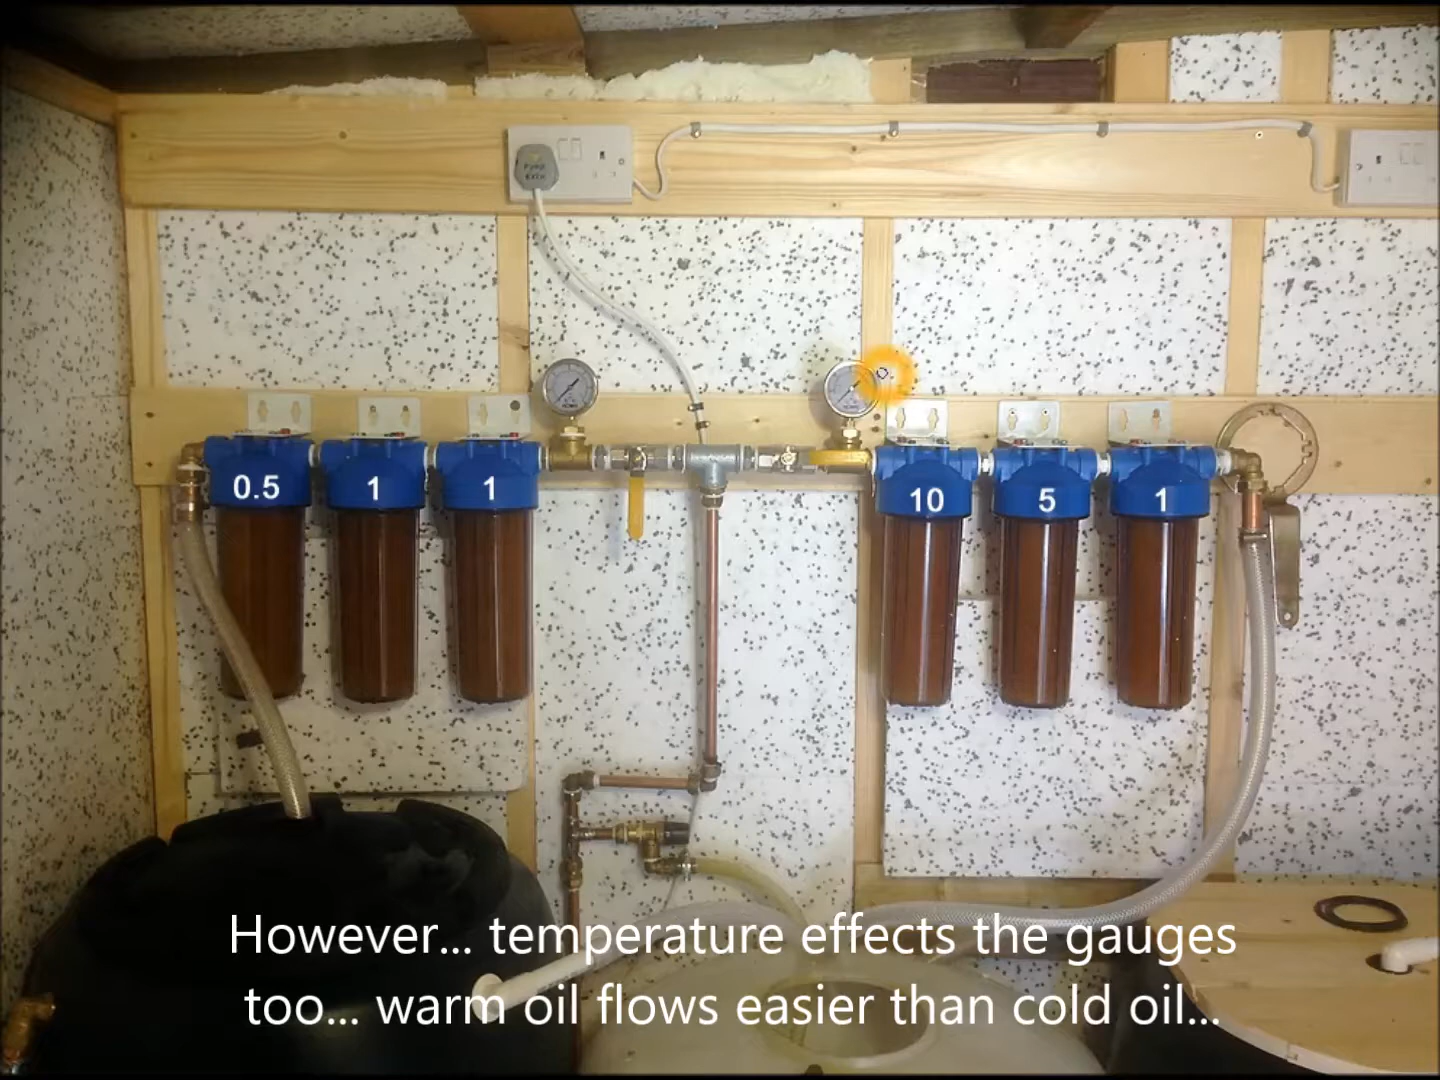 PUMP
0.5
1
1
10
5
1
However... temperature effects the gauges
too... warm oil flows easier than cold oil...